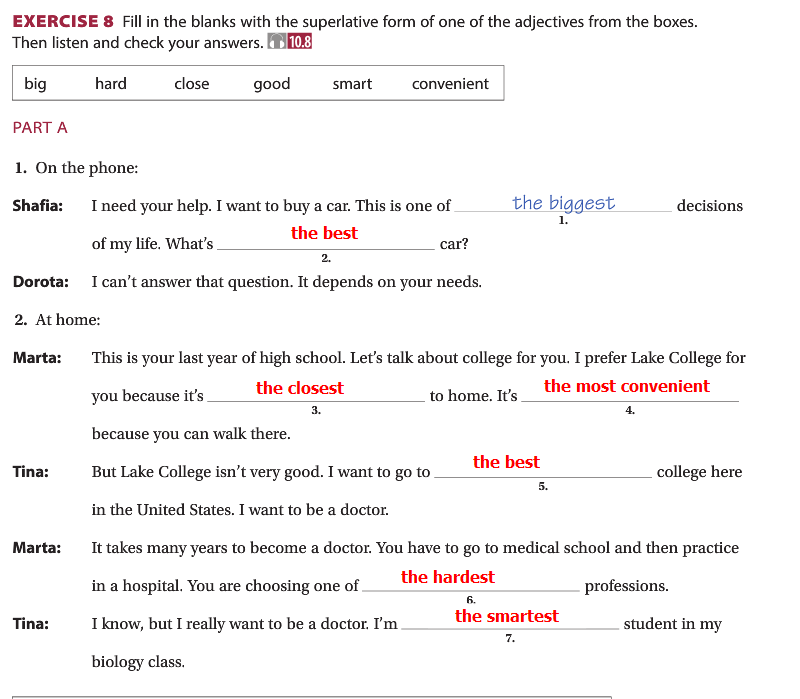 EXERCISE 8 Fill in the blanks with the superlative form of one of the adjectives from the boxes.
Then listen and check your answers. 10.8
big hard close good smart convenient
PART A
1. On the phone:
Shafia: I need your help. I want to buy a car. This is one of the biggest decisions
1.
of my life. What's the best car?
2.
Dorota: I can't answer that question. It depends on your needs.
2. At home:
Marta: This is your last year of high school. Let's talk about college for you. I prefer Lake College for
you because it's the closest to home. It's the most convenient
3. 4.
because you can walk there.
Tina: But Lake College isn't very good. I want to go to the best college here
5.
in the United States. I want to be a doctor.
Marta: It takes many years to become a doctor. You have to go to medical school and then practice
in a hospital. You are choosing one of the hardest professions.
6.
Tina: I know, but I really want to be a doctor. I'm the smartest student in my
7.
biology class.